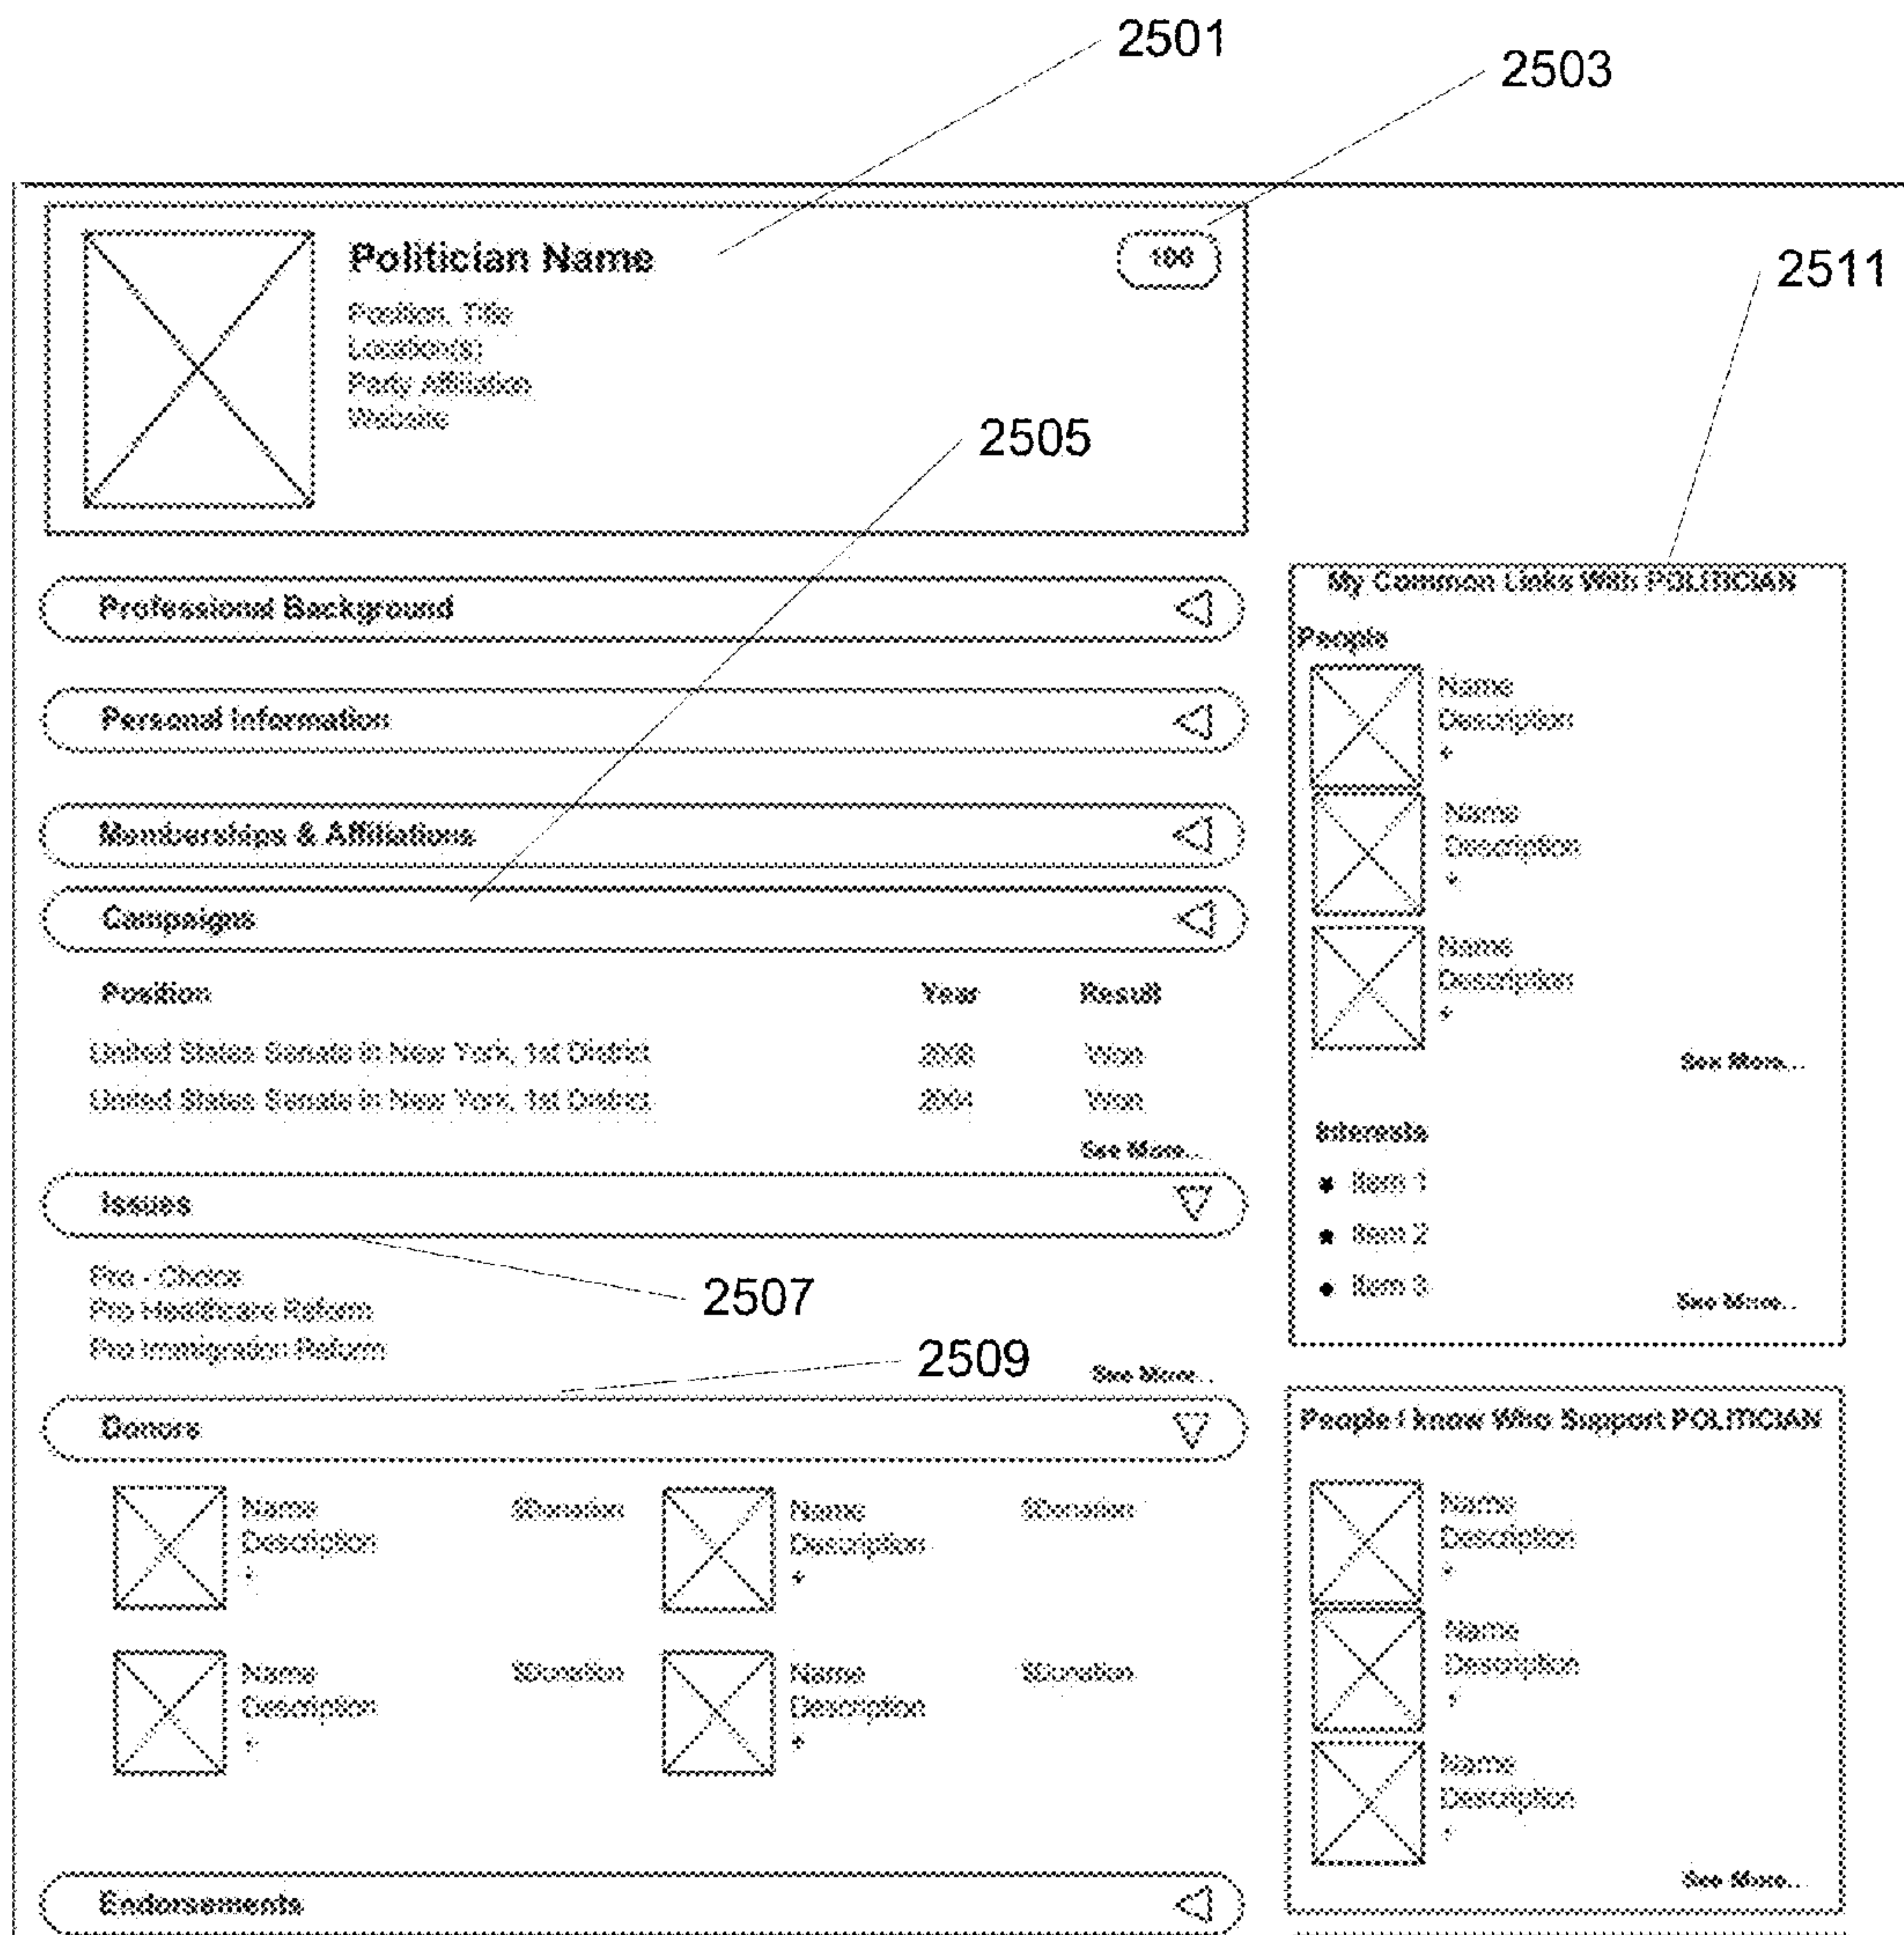 2501
2503
2511
Politician Name
100
Position, Title
Location(s)
Party Affiliation
Website
2505
Professional Background
Personal Information
Memberships & Affiliations
Campaigns
Position Year Result
United States Senate in New York, 1st District 2008 Won
United States Senate in New York, 1st District 2004 Won
See More...
Issues
Pro - Choice
Pro Healthcare Reform
Pro Immigration Reform
2507
2509
See More...
Donors
Name $Donation Name $Donation
Description Description
+ +
Name $Donation Name $Donation
Description Description
+ +
Endorsements
My Common Links With POLITICIAN
People
Name
Description
+
Name
Description
+
Name
Description
+
See More...
Interests
Item 1
Item 2
Item 3
See More...
People I know Who Support POLITICIAN
Name
Description
+
Name
Description
+
Name
Description
+
See More...